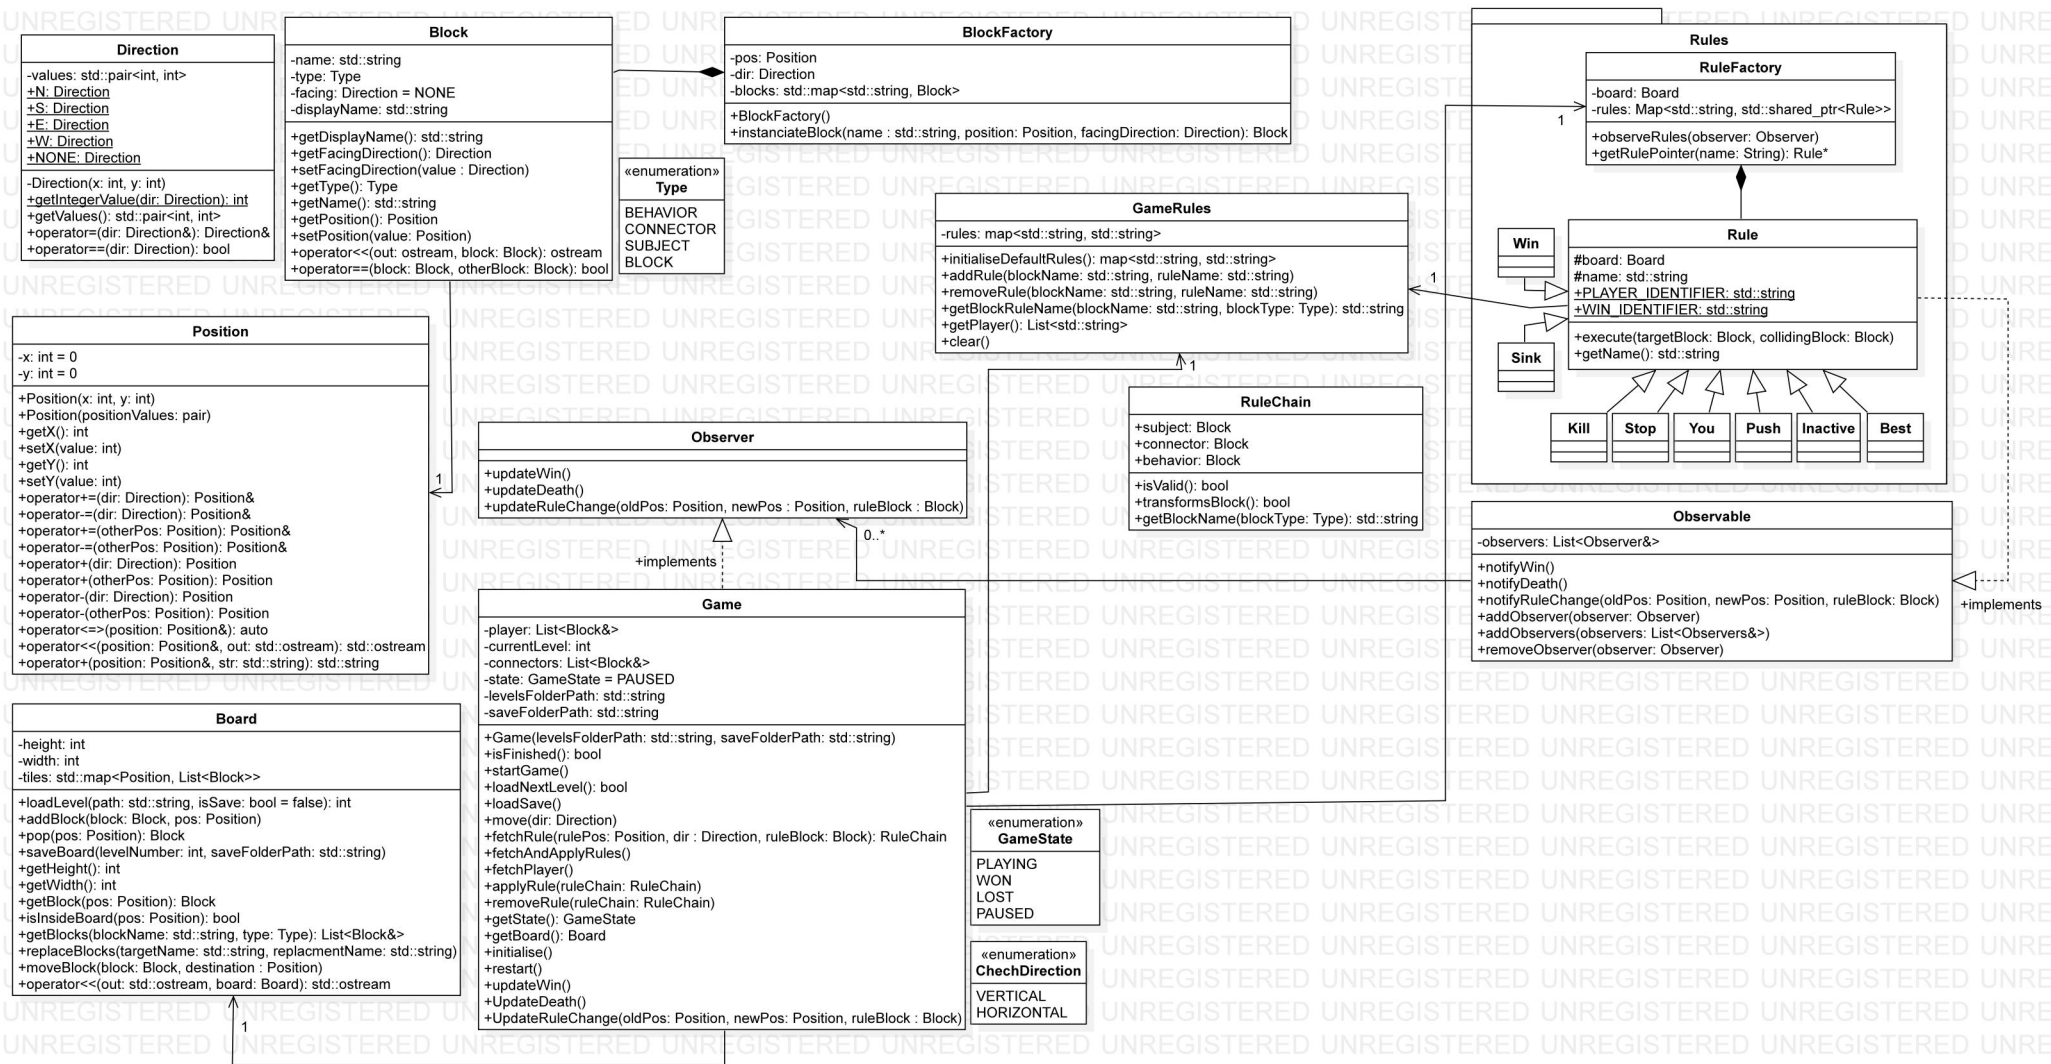 Direction
-values: std::pair<int, int>
+N: Direction
+S: Direction
+E: Direction
+W: Direction
+NONE: Direction
-Direction(x: int, y: int)
+getIntegerValue(dir: Direction): int
+getValues(): std::pair<int, int>
+operator=(dir: Direction&): Direction&
+operator==(dir: Direction): bool
Block
-name: std::string
-type: Type
-facing: Direction = NONE
-displayName: std::string
+getDisplayName(): std::string
+getFacingDirection(): Direction
+setFacingDirection(value : Direction)
+getType(): Type
+getName(): std::string
+getPosition(): Position
+setPosition(value: Position)
+operator<<(out: ostream, block: Block): ostream
+operator==(block: Block, otherBlock: Block): bool
BlockFactory
-pos: Position
-dir: Direction
-blocks: std::map<std::string, Block>
+BlockFactory()
+instanciateBlock(name : std::string, position: Position, facingDirection: Direction): Block
«enumeration»
Type
BEHAVIOR
CONNECTOR
SUBJECT
BLOCK
Rules
RuleFactory
-board: Board
-rules: Map<std::string, std::shared_ptr<Rule>>
+observeRules(observer: Observer)
+getRulePointer(name: String): Rule*
1
GameRules
-rules: map<std::string, std::string>
+initialiseDefaultRules(): map<std::string, std::string>
+addRule(blockName: std::string, ruleName: std::string)
+removeRule(blockName: std::string, ruleName: std::string)
+getBlockRuleName(blockName: std::string, blockType: Type): std::string
+getPlayer(): List<std::string>
+clear()
1
1
Win
Sink
Rule
#board: Board
#name: std::string
+PLAYER_IDENTIFIER: std::string
+WIN_IDENTIFIER: std::string
+execute(targetBlock: Block, collidingBlock: Block)
+getName(): std::string
Kill
Stop
You
Push
Inactive
Best
Position
-x: int = 0
-y: int = 0
+Position(x: int, y: int)
+Position(positionValues: pair)
+getX(): int
+setX(value: int)
+getY(): int
+setY(value: int)
+operator+=(dir: Direction): Position&
+operator-=(dir: Direction): Position&
+operator+=(otherPos: Position): Position&
+operator-=(otherPos: Position): Position&
+operator+(dir: Direction): Position
+operator+(otherPos: Position): Position
+operator-(dir: Direction): Position
+operator-(otherPos: Position): Position
+operator<=>(position: Position&): auto
+operator<<(position: Position&, out: std::ostream): std::ostream
+operator+(position: Position&, str: std::string): std::string
1
Observer
+updateWin()
+updateDeath()
+updateRuleChange(oldPos: Position, newPos : Position, ruleBlock : Block)
0..*
+implements
RuleChain
+subject: Block
+connector: Block
+behavior: Block
+isValid(): bool
+transformsBlock(): bool
+getBlockName(blockType: Type): std::string
Observable
-observers: List<Observer&>
+notifyWin()
+notifyDeath()
+notifyRuleChange(oldPos: Position, newPos: Position, ruleBlock: Block)
+addObserver(observer: Observer)
+addObservers(observers: List<Observers&>)
+removeObserver(observer: Observer)
+implements
Game
-player: List<Block&>
-currentLevel: int
-connectors: List<Block&>
-state: GameState = PAUSED
-levelsFolderPath: std::string
-saveFolderPath: std::string
+Game(levelsFolderPath: std::string, saveFolderPath: std::string)
+isFinished(): bool
+startGame()
+loadNextLevel(): bool
+loadSave()
+move(dir: Direction)
+fetchRule(rulePos: Position, dir : Direction, ruleBlock: Block): RuleChain
+fetchAndApplyRules()
+fetchPlayer()
+applyRule(ruleChain: RuleChain)
+removeRule(ruleChain: RuleChain)
+getState(): GameState
+getBoard(): Board
+initialise()
+restart()
+updateWin()
+UpdateDeath()
+UpdateRuleChange(oldPos: Position, newPos: Position, ruleBlock : Block)
Board
-height: int
-width: int
-tiles: std::map<Position, List<Block>>
+loadLevel(path: std::string, isSave: bool = false): int
+addBlock(block: Block, pos: Position)
+pop(pos: Position): Block
+saveBoard(levelNumber: int, saveFolderPath: std::string)
+getHeight(): int
+getWidth(): int
+getBlock(pos: Position): Block
+isInsideBoard(pos: Position): bool
+getBlocks(blockName: std::string, type: Type): List<Block&>
+replaceBlocks(targetName: std::string, replacmentName: std::string)
+moveBlock(block: Block, destination : Position)
+operator<<(out: std::ostream, board: Board): std::ostream
1
«enumeration»
GameState
PLAYING
WON
LOST
PAUSED
«enumeration»
ChechDirection
VERTICAL
HORIZONTAL